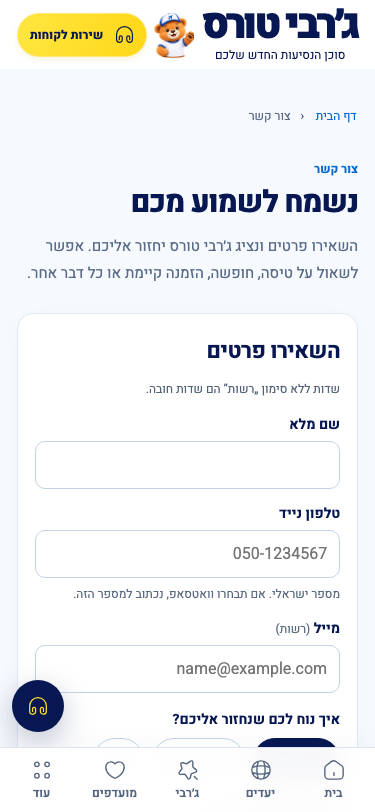 ג׳רבי טורס
סוכן הנסיעות החדש שלכם
שירות לקוחות
דף הבית › צור קשר
צור קשר
נשמח לשמוע מכם
השאירו פרטים ונציג ג׳רבי טורס יחזור אליכם. אפשר
לשאול על טיסה, חופשה, הזמנה קיימת או כל דבר אחר.
השאירו פרטים
שדות ללא סימון „רשות” הם שדות חובה.
שם מלא
טלפון נייד
050-1234567
מספר ישראלי. אם תבחרו וואטסאפ, נכתוב למספר הזה.
מייל (רשות)
name@example.com
איך נוח לכם שנחזור אליכם?
בית
יעדים
ג׳רבי
מועדפים
עוד